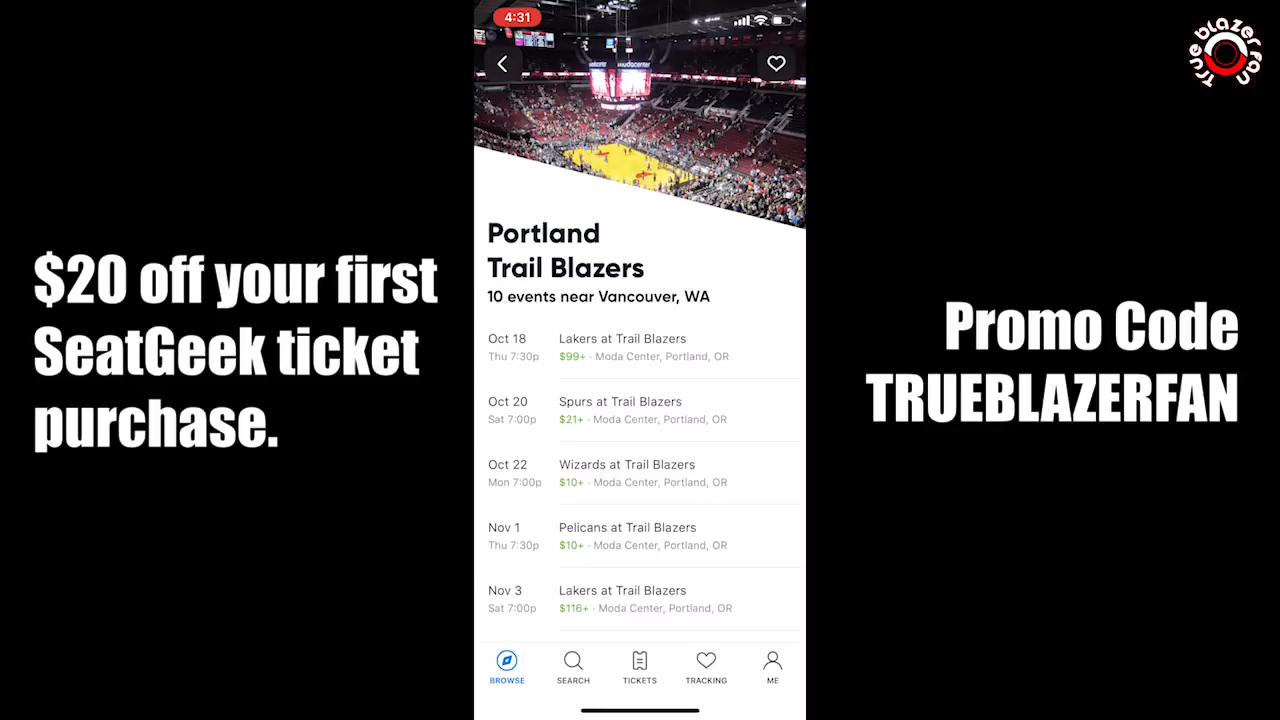 4:31
true blazer fan
$20 off your first
SeatGeek ticket
purchase.
Portland
Trail Blazers
10 events near Vancouver, WA
Oct 18 Lakers at Trail Blazers
Thu 7:30p $99+ · Moda Center, Portland, OR
Oct 20 Spurs at Trail Blazers
Sat 7:00p $21+ · Moda Center, Portland, OR
Oct 22 Wizards at Trail Blazers
Mon 7:00p $10+ · Moda Center, Portland, OR
Nov 1 Pelicans at Trail Blazers
Thu 7:30p $10+ · Moda Center, Portland, OR
Nov 3 Lakers at Trail Blazers
Sat 7:00p $116+ · Moda Center, Portland, OR
BROWSE SEARCH TICKETS TRACKING ME
Promo Code
TRUEBLAZERFAN